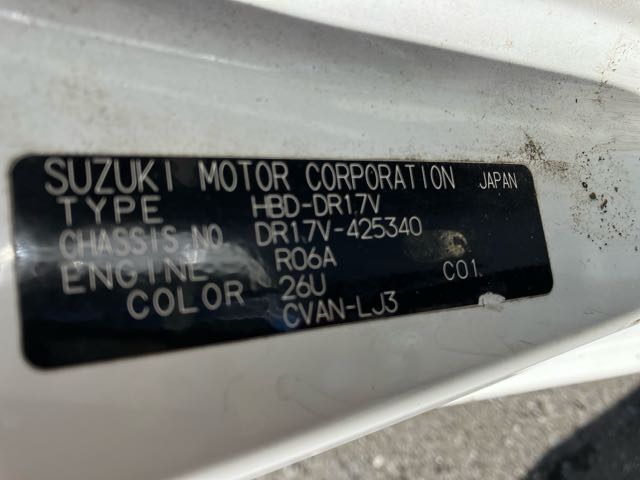 SUZUKI MOTOR CORPORATION JAPAN
TYPE HBD-DR17V
CHASSIS NO. DR17V-425340
ENGINE R06A C01
COLOR 26U
CVAN-LJ3